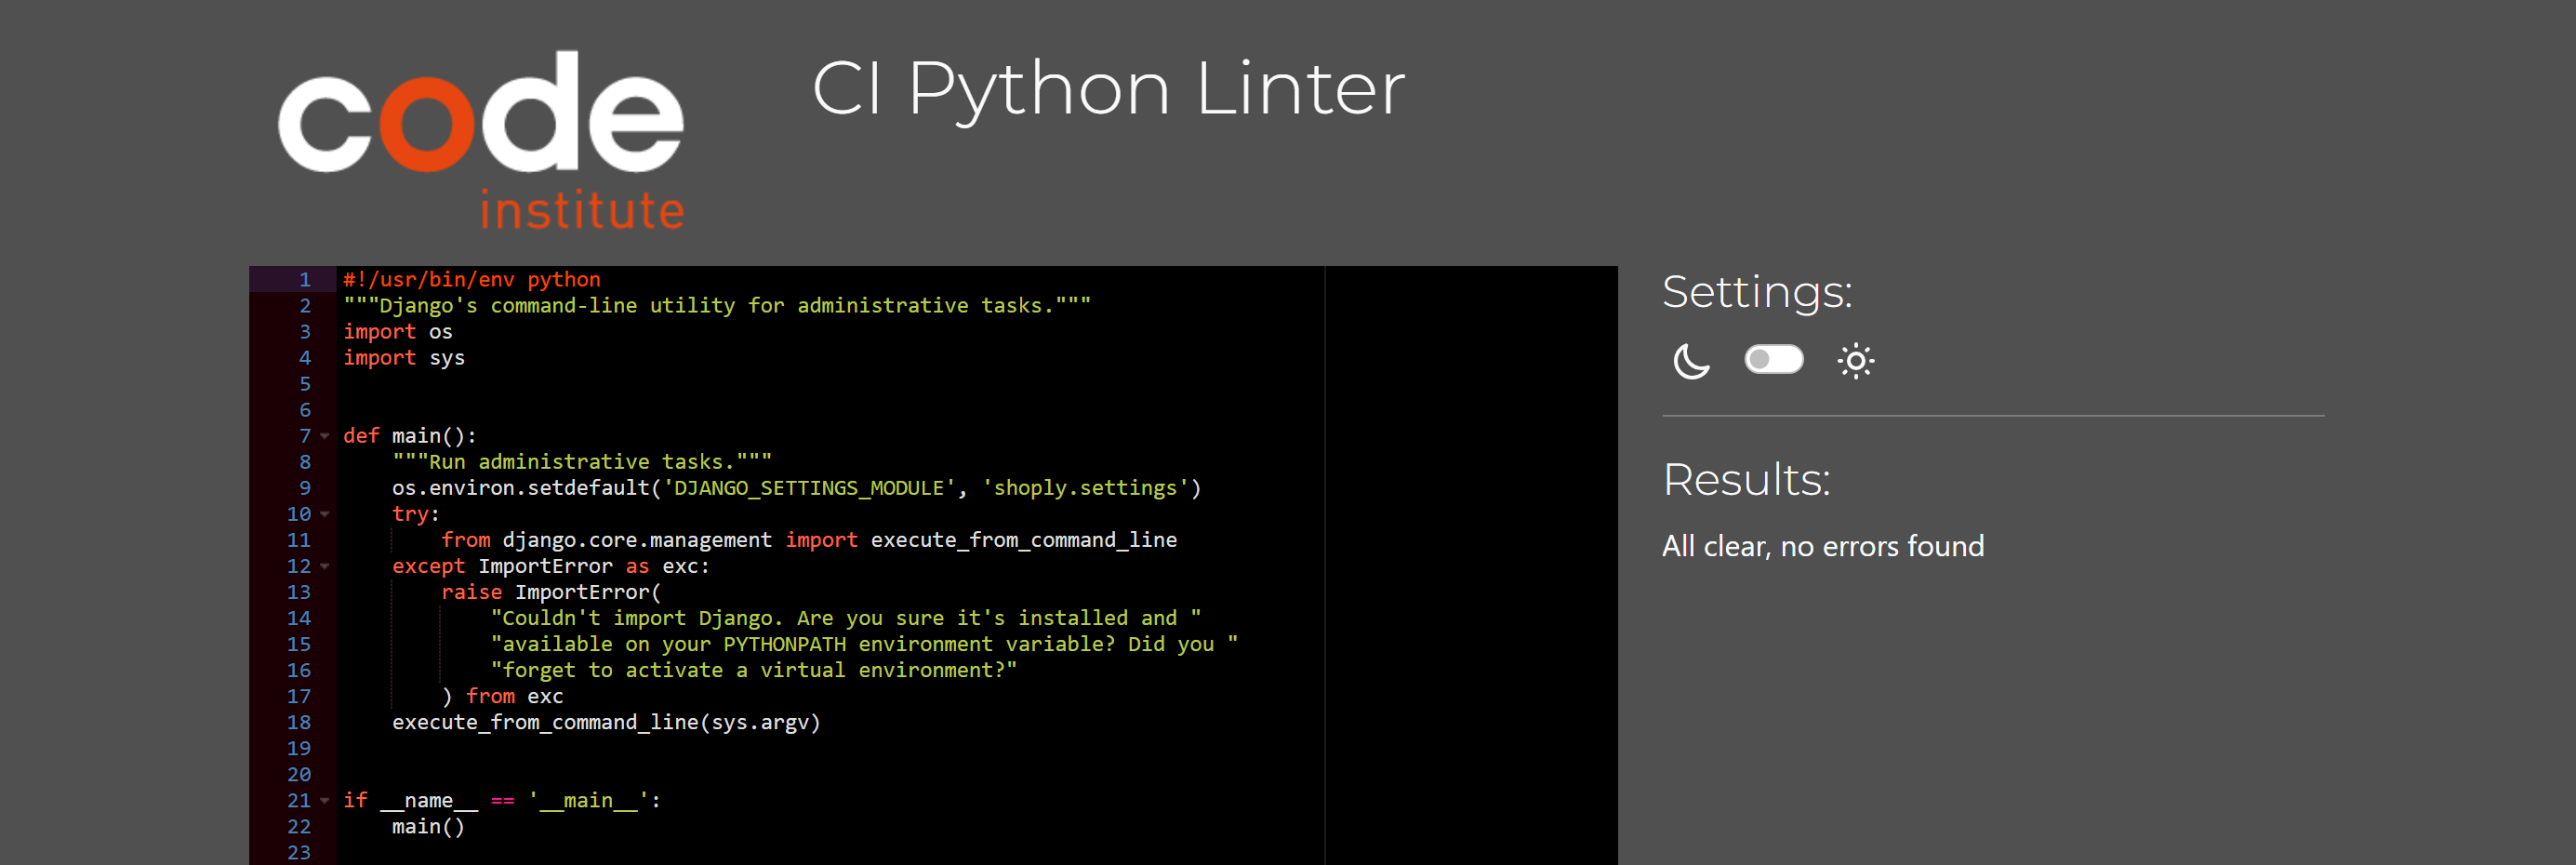 code
institute
CI Python Linter
1 #!/usr/bin/env python
2 """Django's command-line utility for administrative tasks."""
3 import os
4 import sys
5
6
7 def main():
8     """Run administrative tasks."""
9     os.environ.setdefault('DJANGO_SETTINGS_MODULE', 'shoply.settings')
10     try:
11         from django.core.management import execute_from_command_line
12     except ImportError as exc:
13         raise ImportError(
14             "Couldn't import Django. Are you sure it's installed and "
15             "available on your PYTHONPATH environment variable? Did you "
16             "forget to activate a virtual environment?"
17         ) from exc
18     execute_from_command_line(sys.argv)
19
20
21 if __name__ == '__main__':
22     main()
23
Settings:
Results:
All clear, no errors found